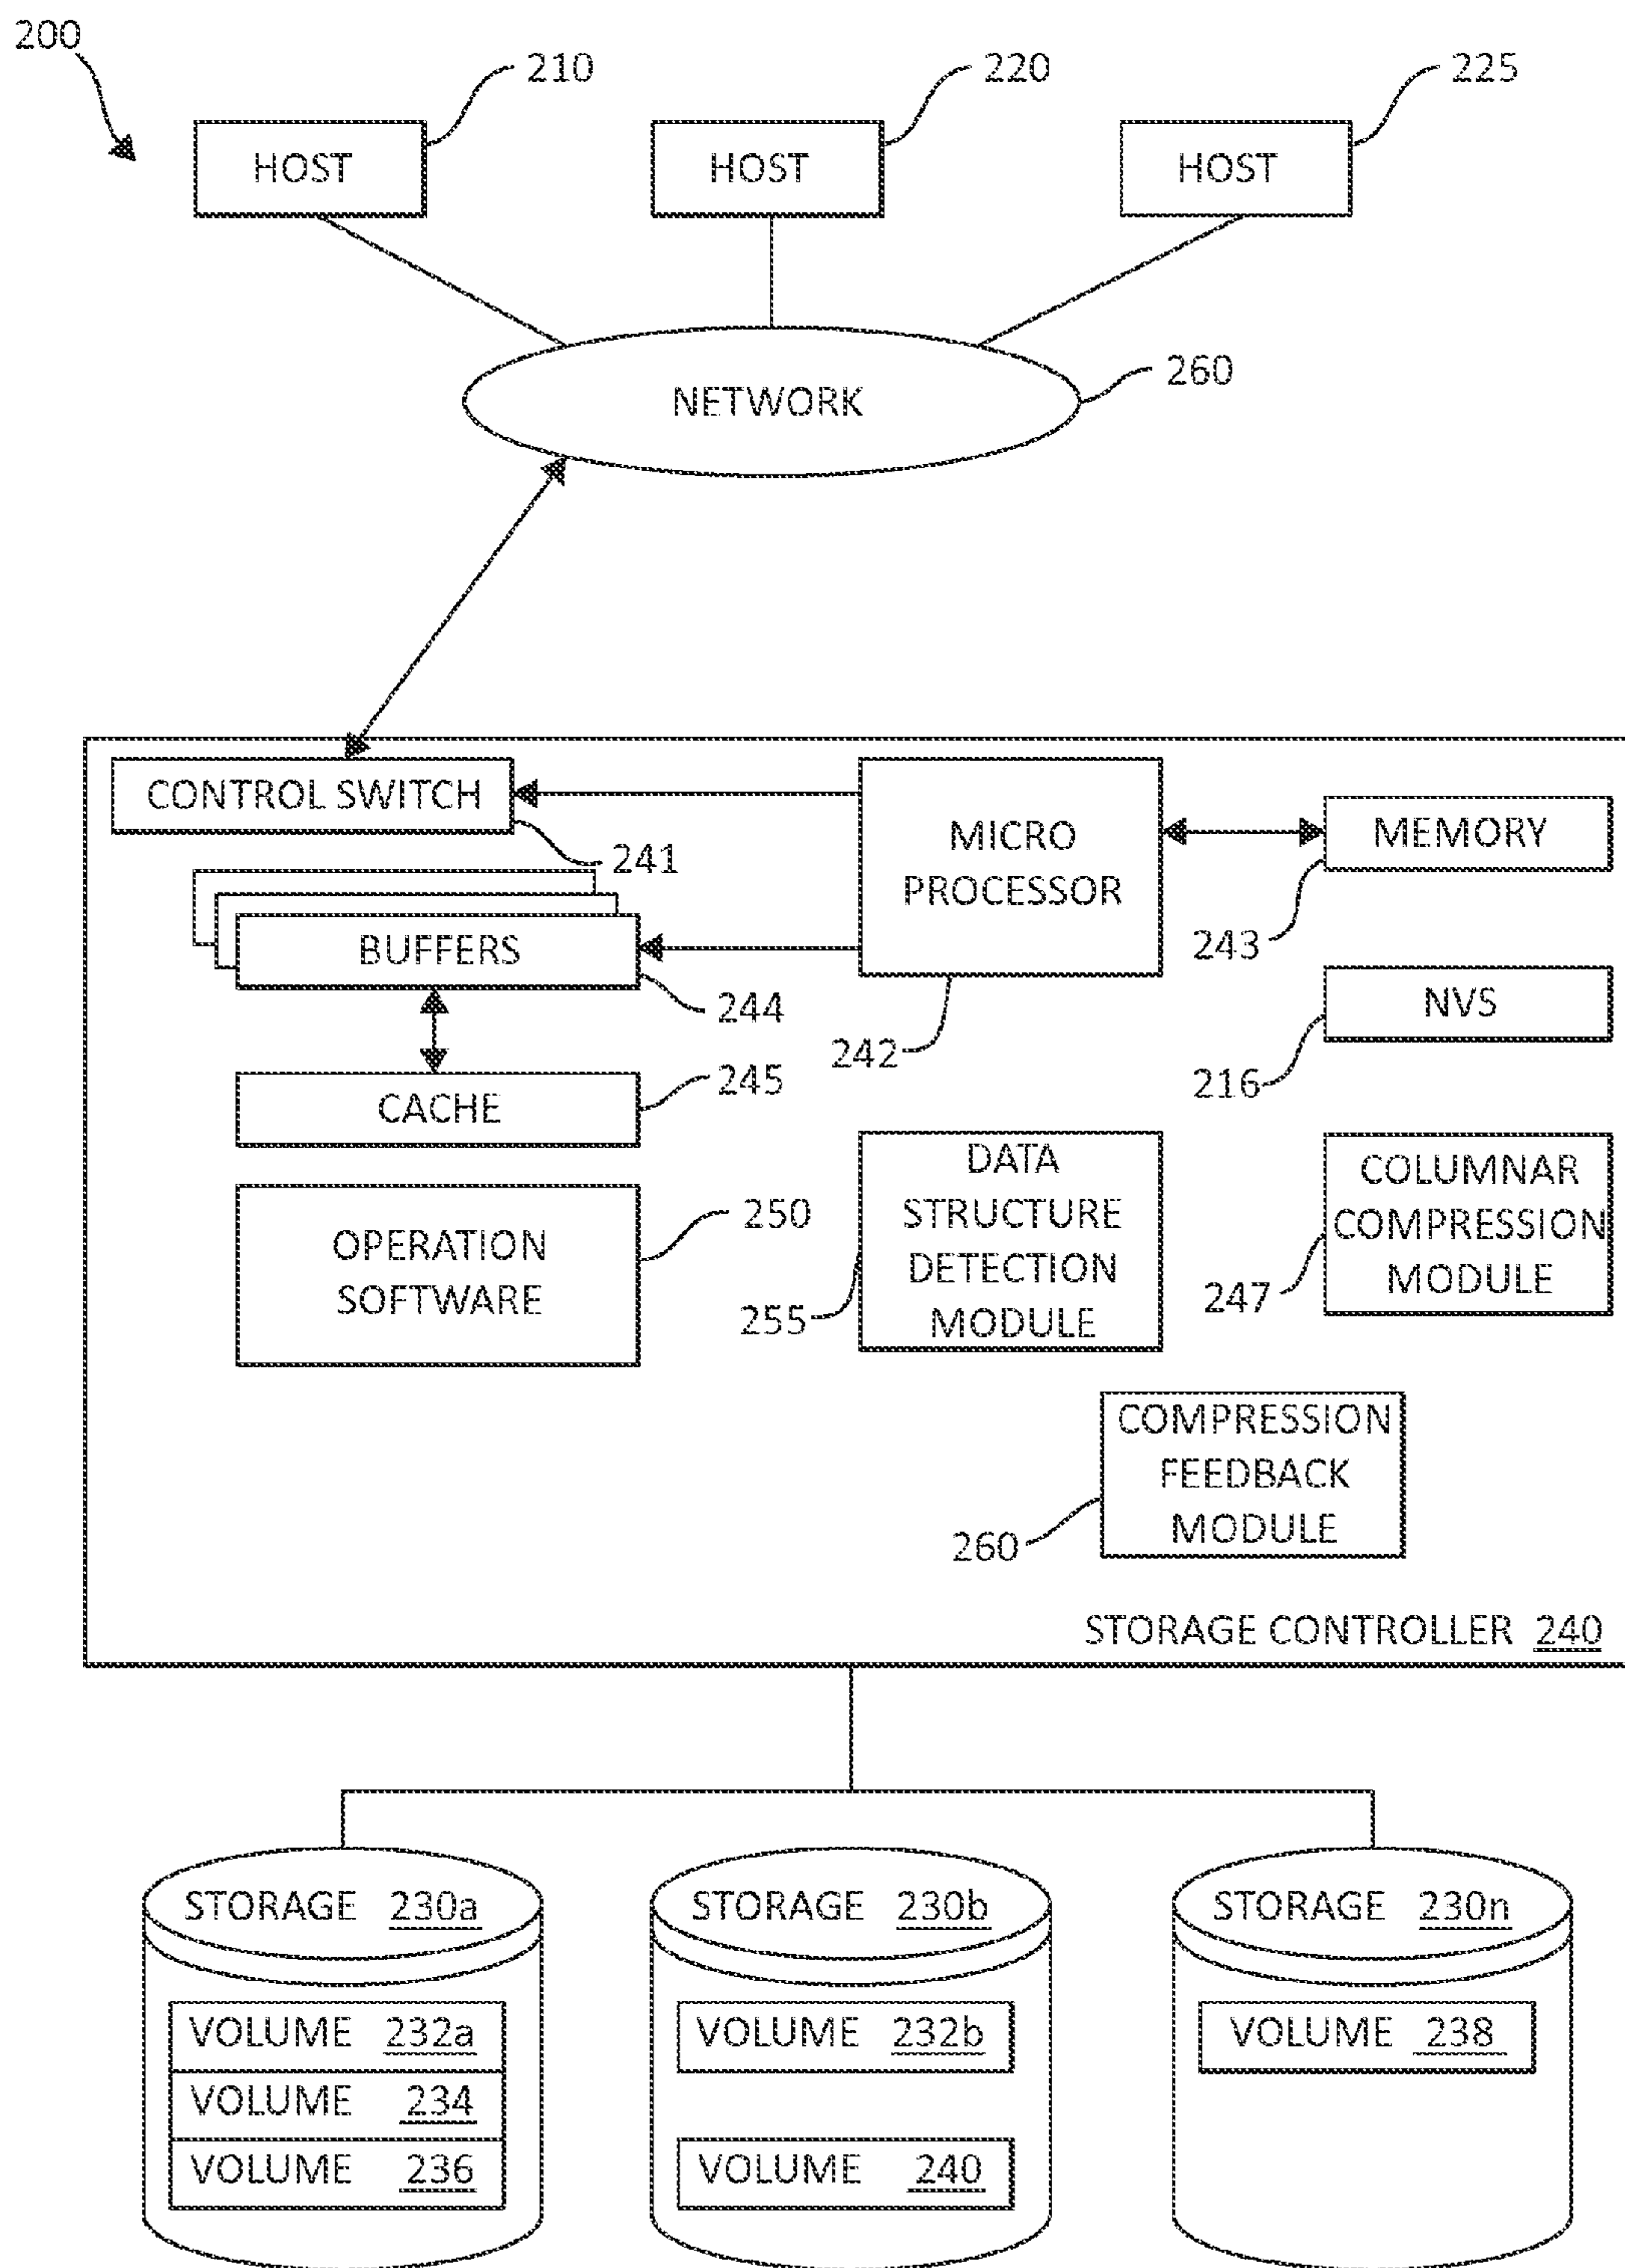 200
210
220
225
HOST
HOST
HOST
NETWORK
260
CONTROL SWITCH
241
MICRO
PROCESSOR
242
MEMORY
243
BUFFERS
244
NVS
216
CACHE
245
OPERATION
SOFTWARE
250
DATA
STRUCTURE
DETECTION
MODULE
255
COLUMNAR
COMPRESSION
MODULE
247
COMPRESSION
FEEDBACK
MODULE
260
STORAGE CONTROLLER 240
STORAGE 230a
VOLUME 232a
VOLUME 234
VOLUME 236
STORAGE 230b
VOLUME 232b
VOLUME 240
STORAGE 230n
VOLUME 238